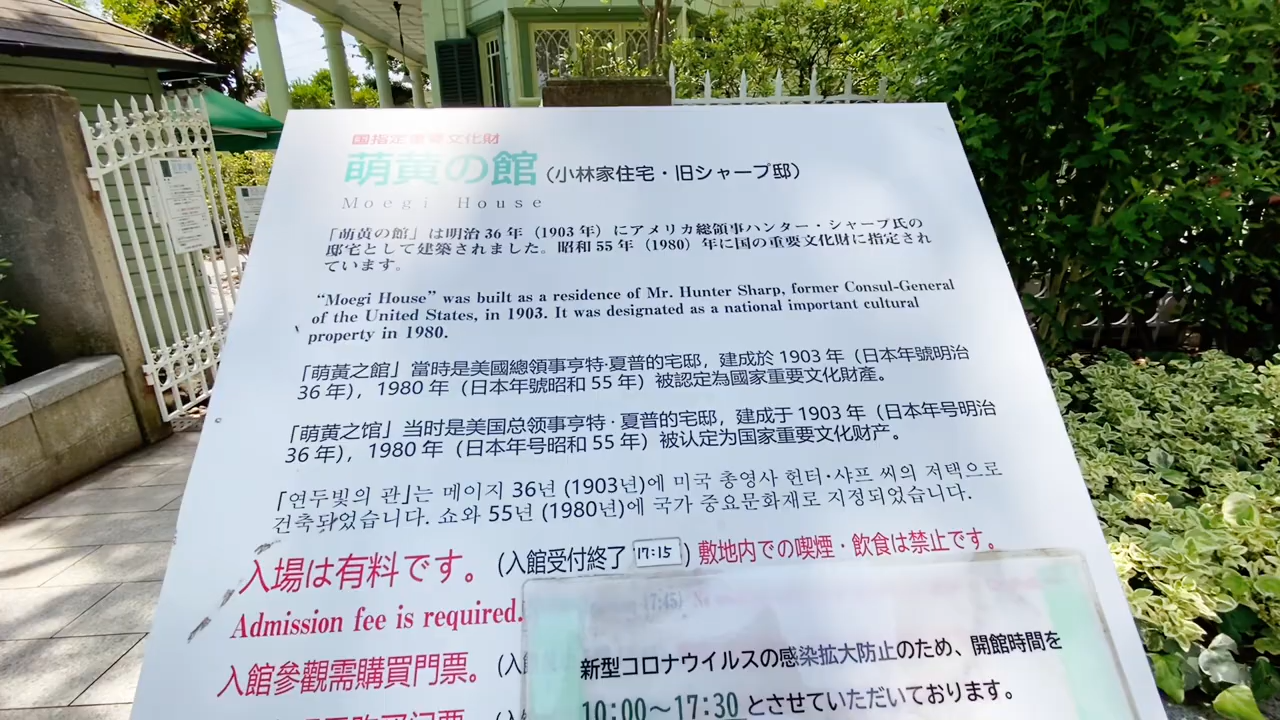 国指定重要文化財
萌黄の館(小林家住宅・旧シャープ邸)
Moegi House
「萌黄の館」は明治36年(1903年)にアメリカ総領事ハンター・シャープ氏の
邸宅として建築されました。昭和55年(1980)年に国の重要文化財に指定され
ています。
“Moegi House” was built as a residence of Mr. Hunter Sharp, former Consul-General
of the United States, in 1903. It was designated as a national important cultural
property in 1980.
「萌黃之館」當時是美國總領事亨特·夏普的宅邸，建成於1903年（日本年號明治
36年），1980年（日本年號昭和55年）被認定為國家重要文化財產。
「萌黄之馆」当时是美国总领事亨特·夏普的宅邸，建成于1903年（日本年号明治
36年），1980年（日本年号昭和55年）被认定为国家重要文化财产。
「연두빛의 관」는 메이지 36년 (1903년)에 미국 총영사 헌터·샤프 씨의 저택으로
건축돠었습니다. 쇼와 55년 (1980년)에 국가 중요문화재로 지정되었습니다.
入場は有料です。(入館受付終了 17:15) 敷地内での喫煙・飲食は禁止です。
Admission fee is required.
入館參觀需購買門票。(入
新型コロナウイルスの感染拡大防止のため、開館時間を
10:00～17:30とさせていただいております。